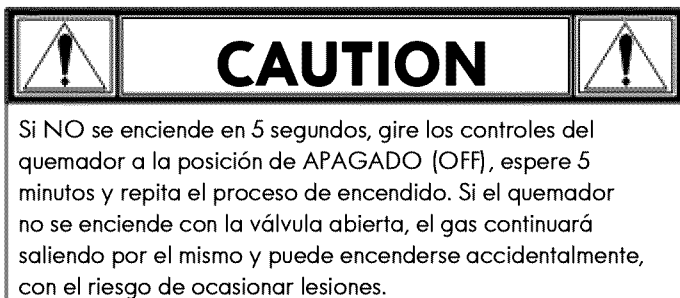 CAUTION
Si NO se enciende en 5 segundos, gire los controles del
quemador a la posición de APAGADO (OFF), espere 5
minutos y repita el proceso de encendido. Si el quemador
no se enciende con la válvula abierta, el gas continuará
saliendo por el mismo y puede encenderse accidentalmente,
con el riesgo de ocasionar lesiones.